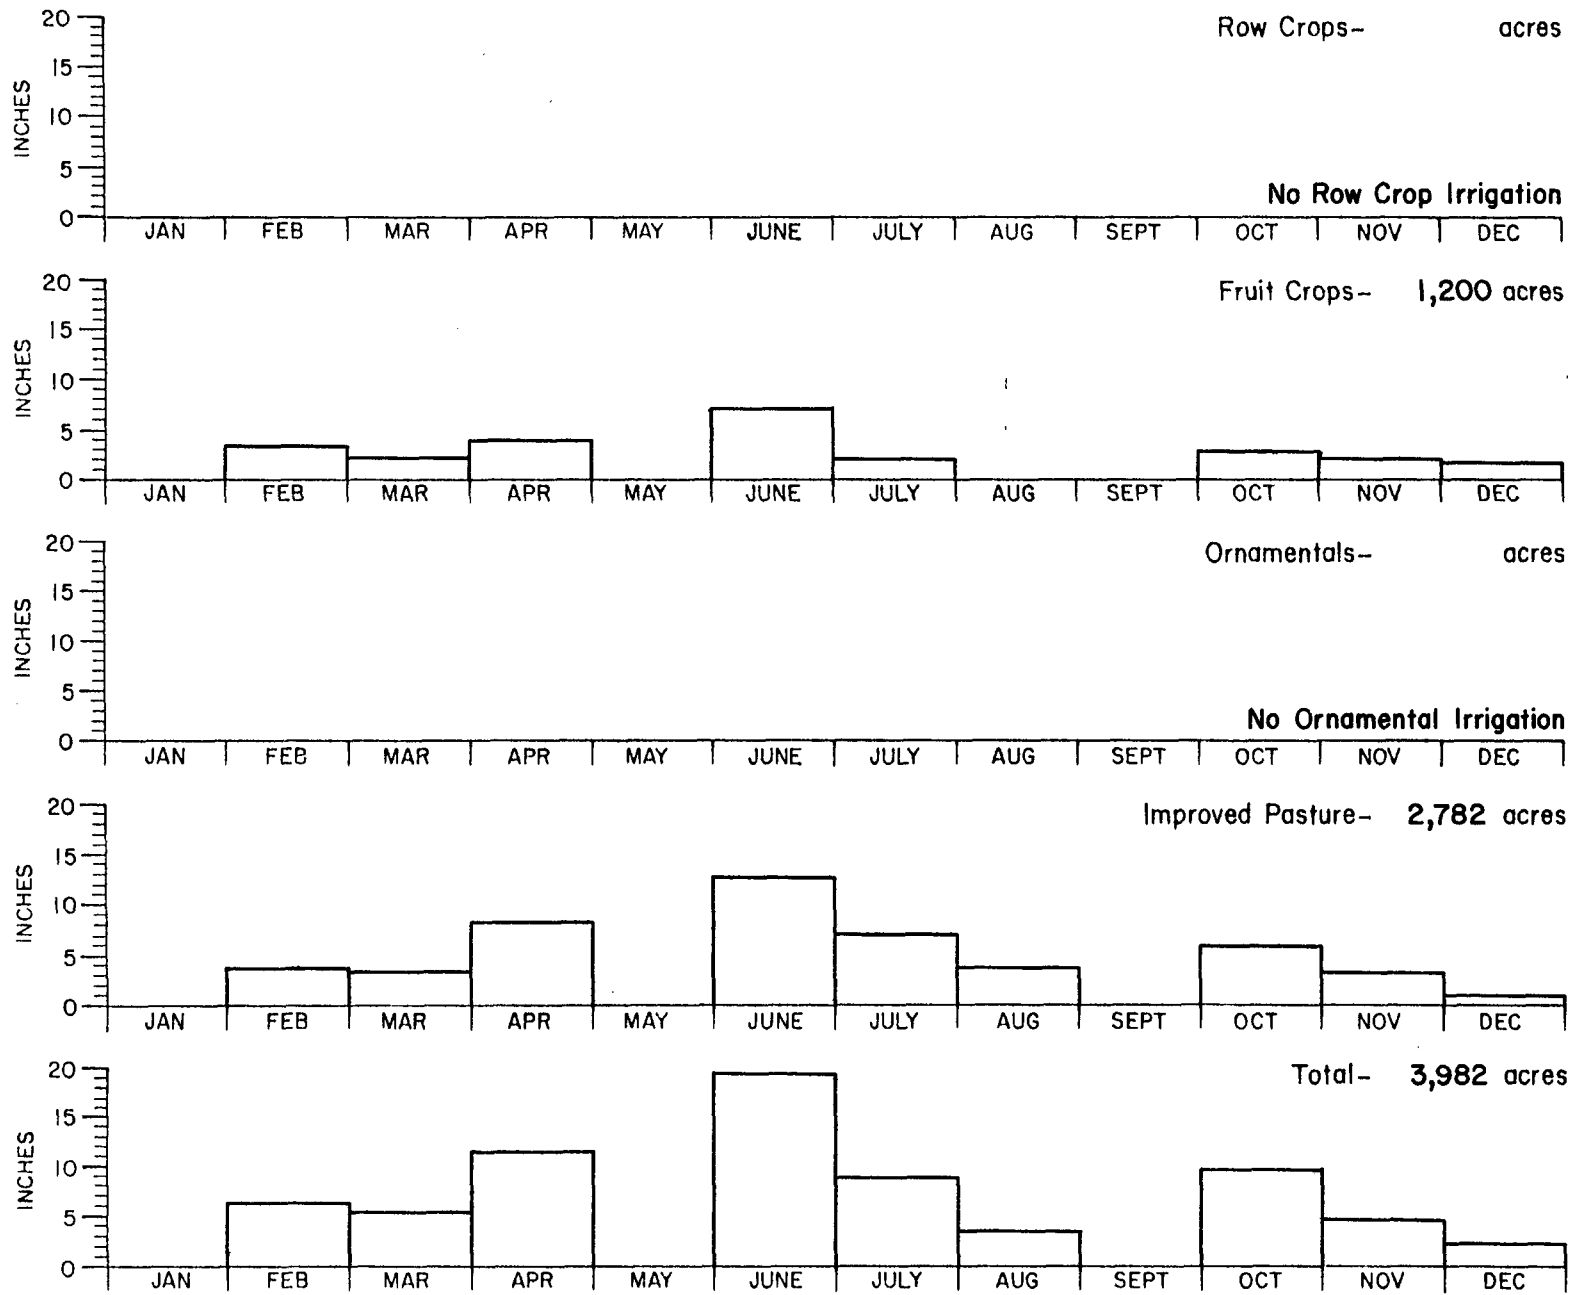 Row Crops– acres
20
15
10
5
0
INCHES
No Row Crop Irrigation
JAN FEB MAR APR MAY JUNE JULY AUG SEPT OCT NOV DEC
Fruit Crops– 1,200 acres
20
15
10
5
0
INCHES
JAN FEB MAR APR MAY JUNE JULY AUG SEPT OCT NOV DEC
Ornamentals– acres
20
15
10
5
0
INCHES
No Ornamental Irrigation
JAN FEB MAR APR MAY JUNE JULY AUG SEPT OCT NOV DEC
Improved Pasture– 2,782 acres
20
15
10
5
0
INCHES
JAN FEB MAR APR MAY JUNE JULY AUG SEPT OCT NOV DEC
Total– 3,982 acres
20
15
10
5
0
INCHES
JAN FEB MAR APR MAY JUNE JULY AUG SEPT OCT NOV DEC